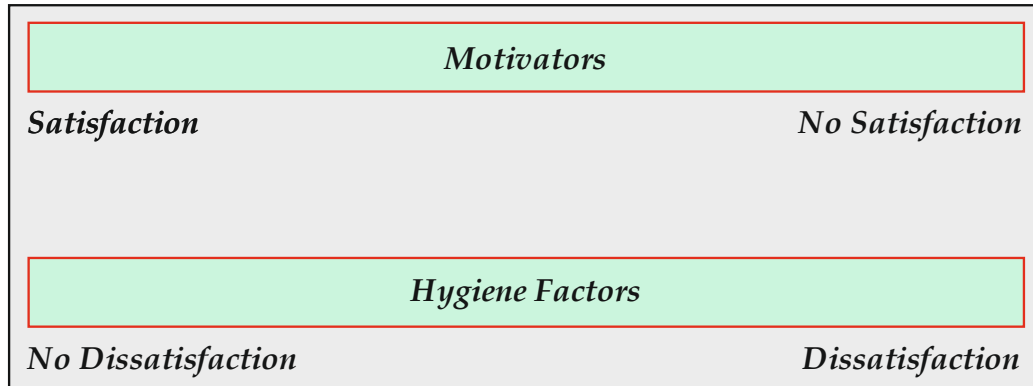 Motivators
Satisfaction No Satisfaction
Hygiene Factors
No Dissatisfaction Dissatisfaction